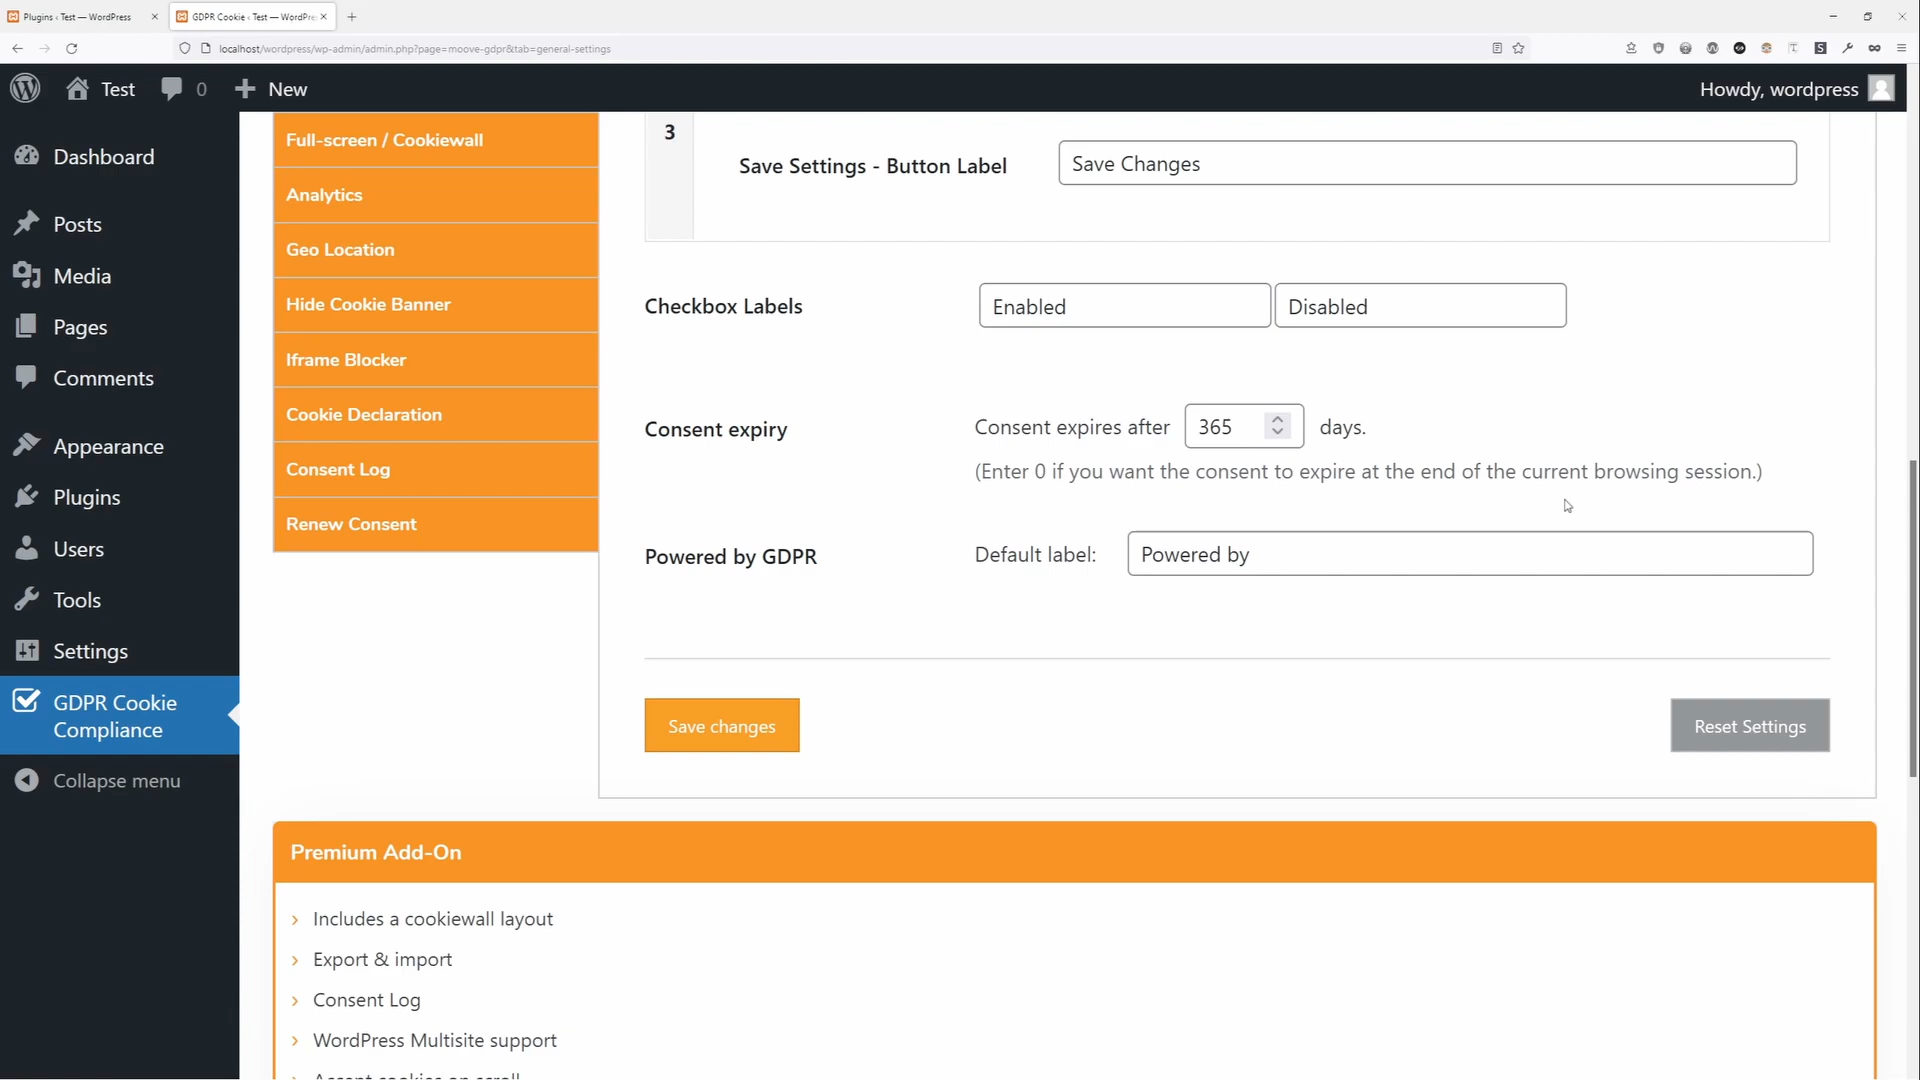 Plugins ‹ Test — WordPress
GDPR Cookie ‹ Test — WordPre
localhost/wordpress/wp-admin/admin.php?page=moove-gdpr&tab=general-settings
Test
0
New
Howdy, wordpress
Dashboard
Posts
Media
Pages
Comments
Appearance
Plugins
Users
Tools
Settings
GDPR Cookie
Compliance
Collapse menu
Full-screen / Cookiewall
Analytics
Geo Location
Hide Cookie Banner
Iframe Blocker
Cookie Declaration
Consent Log
Renew Consent
3
Save Settings - Button Label
Save Changes
Checkbox Labels
Enabled
Disabled
Consent expiry
Consent expires after 365 days.
(Enter 0 if you want the consent to expire at the end of the current browsing session.)
Powered by GDPR
Default label:
Powered by
Save changes
Reset Settings
Premium Add-On
Includes a cookiewall layout
Export & import
Consent Log
WordPress Multisite support
Accept cookies on scroll